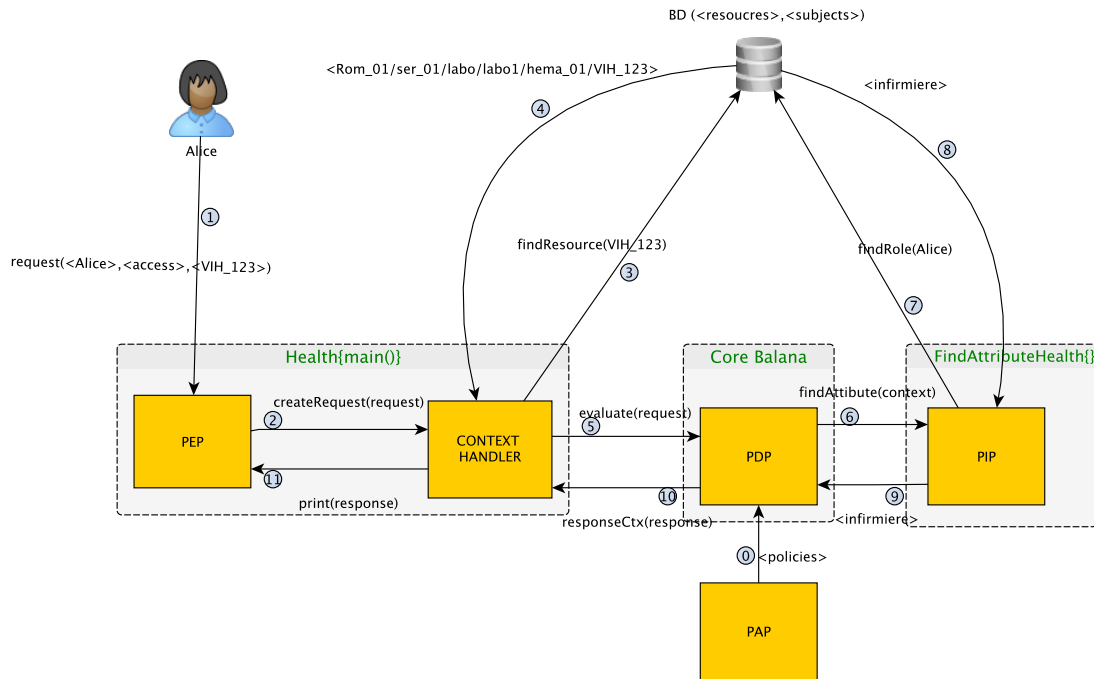 BD (<resoucres>,<subjects>)
<Rom_01/ser_01/labo/labo1/hema_01/VIH_123>
<infirmiere>
4
8
Alice
1
findResource(VIH_123)
findRole(Alice)
request(<Alice>,<access>,<VIH_123>)
3
7
Health{main()}
Core Balana
FindAttributeHealth{}
createRequest(request)
findAttibute(context)
2
evaluate(request)
6
5
PEP
CONTEXT
HANDLER
PDP
PIP
11
10
9
print(response)
responseCtx(response)
<infirmiere>
0
<policies>
PAP